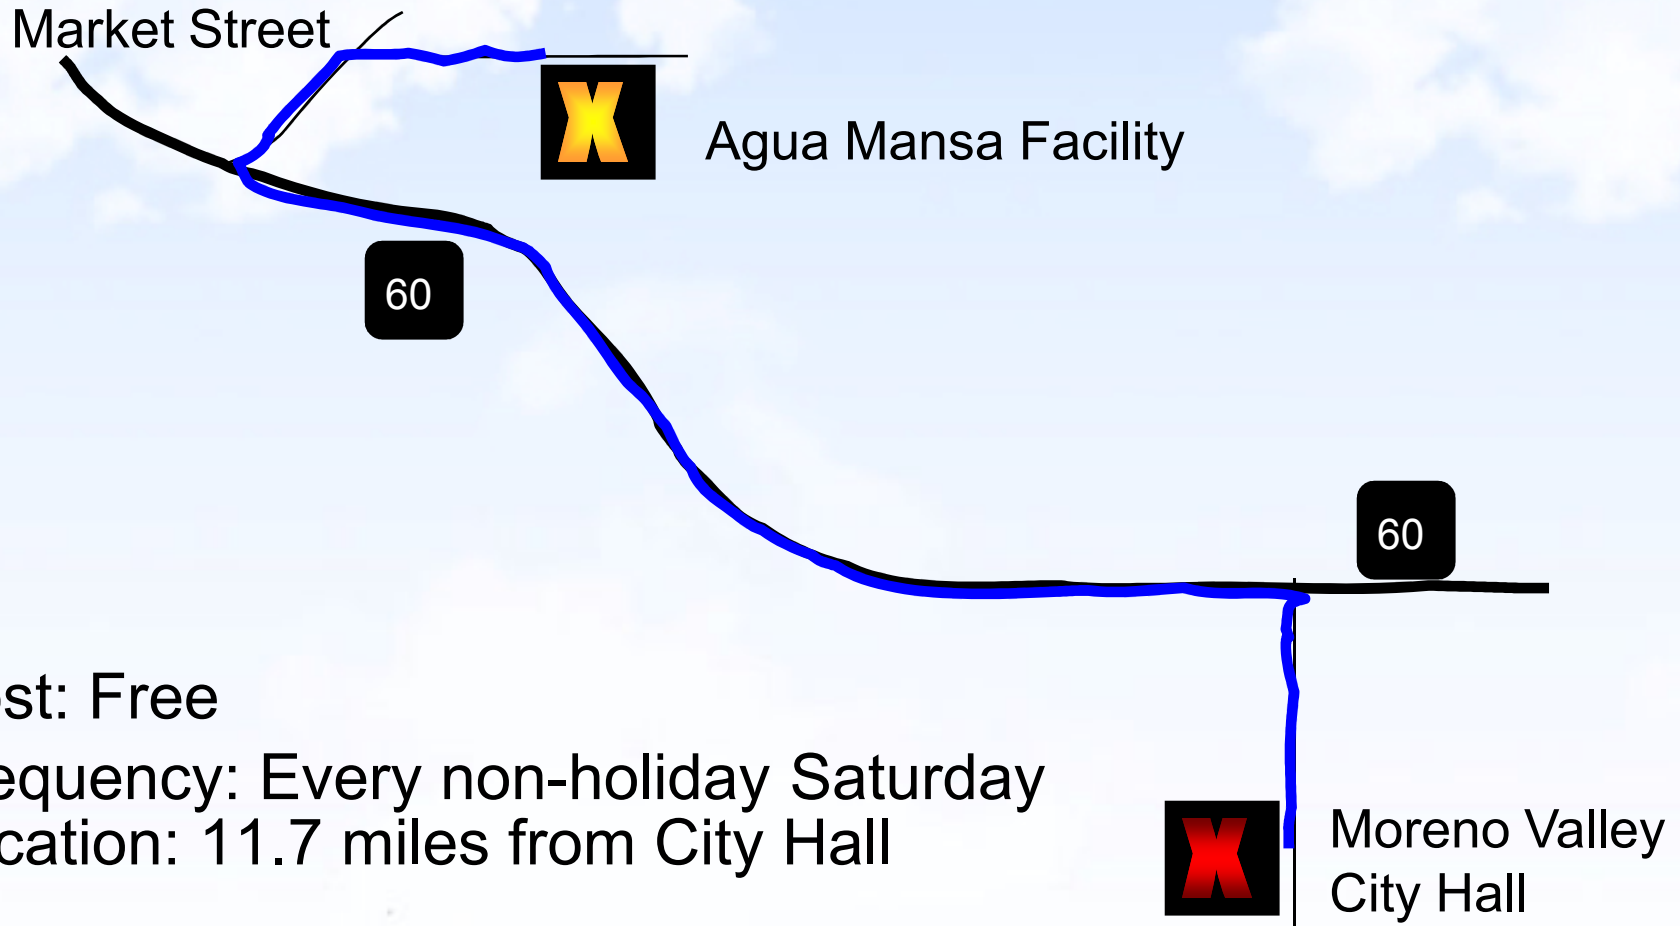 Market Street
Agua Mansa Facility
60
60
ost: Free
equency: Every non-holiday Saturday
cation: 11.7 miles from City Hall
Moreno Valley
City Hall